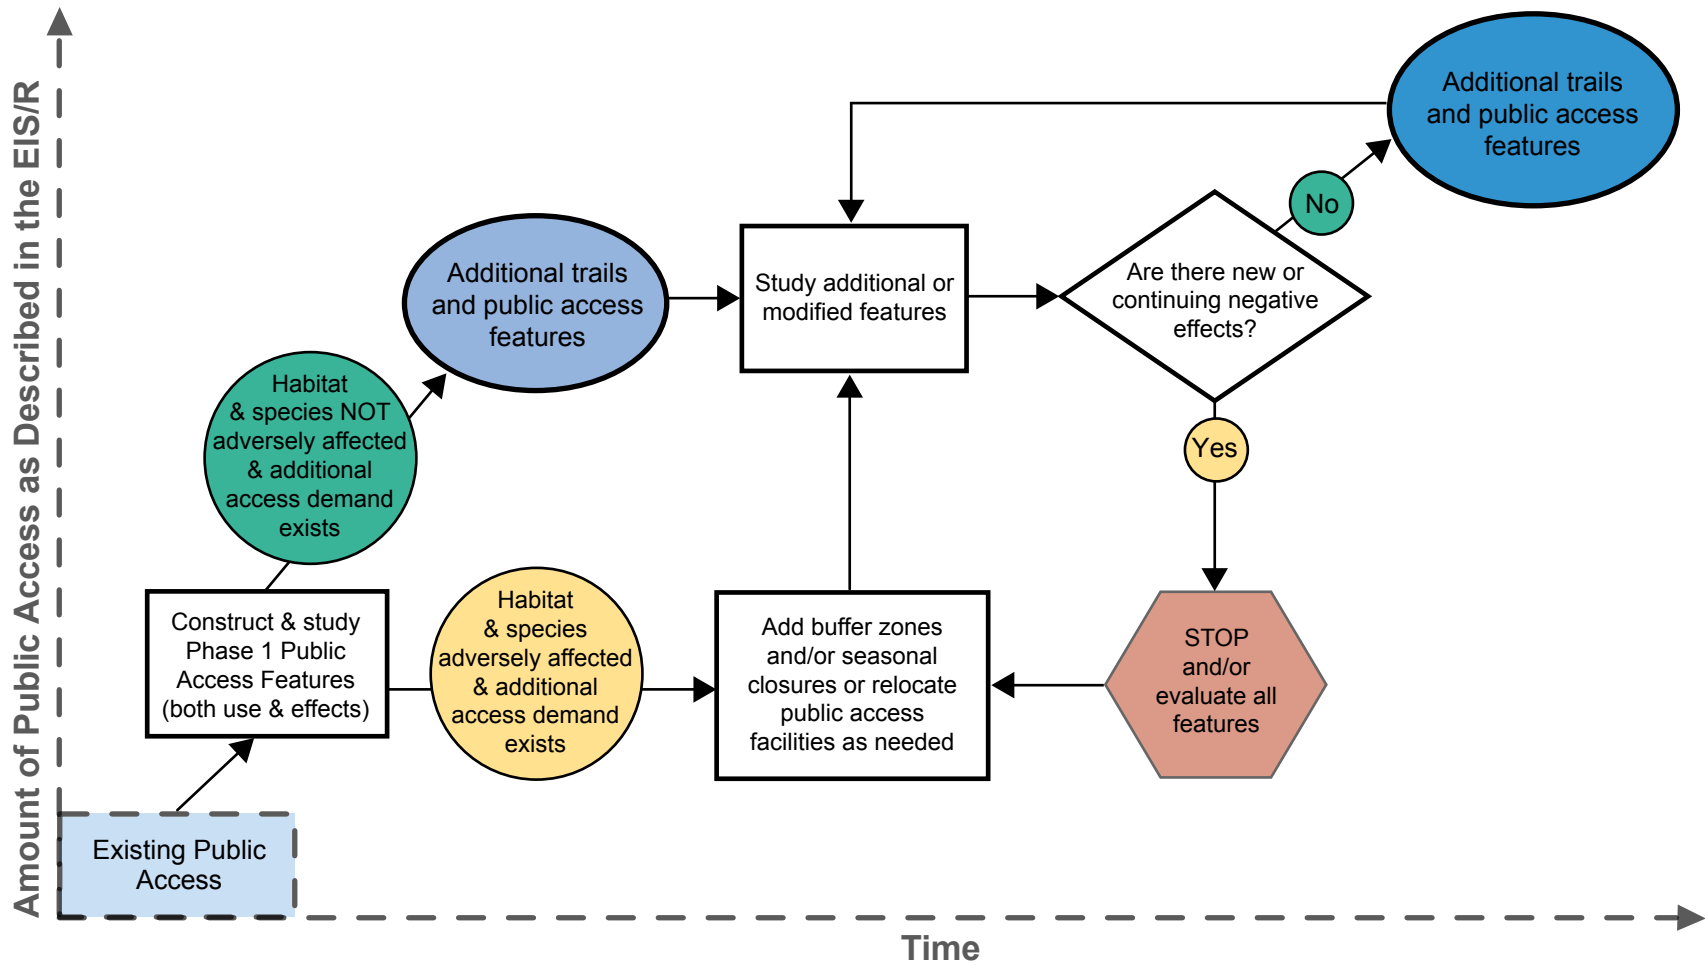 Amount of Public Access as Described in the EIS/R
Additional trails
and public access
features
No
Additional trails
and public access
features
Study additional or
modified features
Are there new or
continuing negative
effects?
Habitat
& species NOT
adversely affected
& additional
access demand
exists
Yes
Construct & study
Phase 1 Public
Access Features
(both use & effects)
Habitat
& species
adversely affected
& additional
access demand
exists
Add buffer zones
and/or seasonal
closures or relocate
public access
facilities as needed
STOP
and/or
evaluate all
features
Existing Public
Access
Time